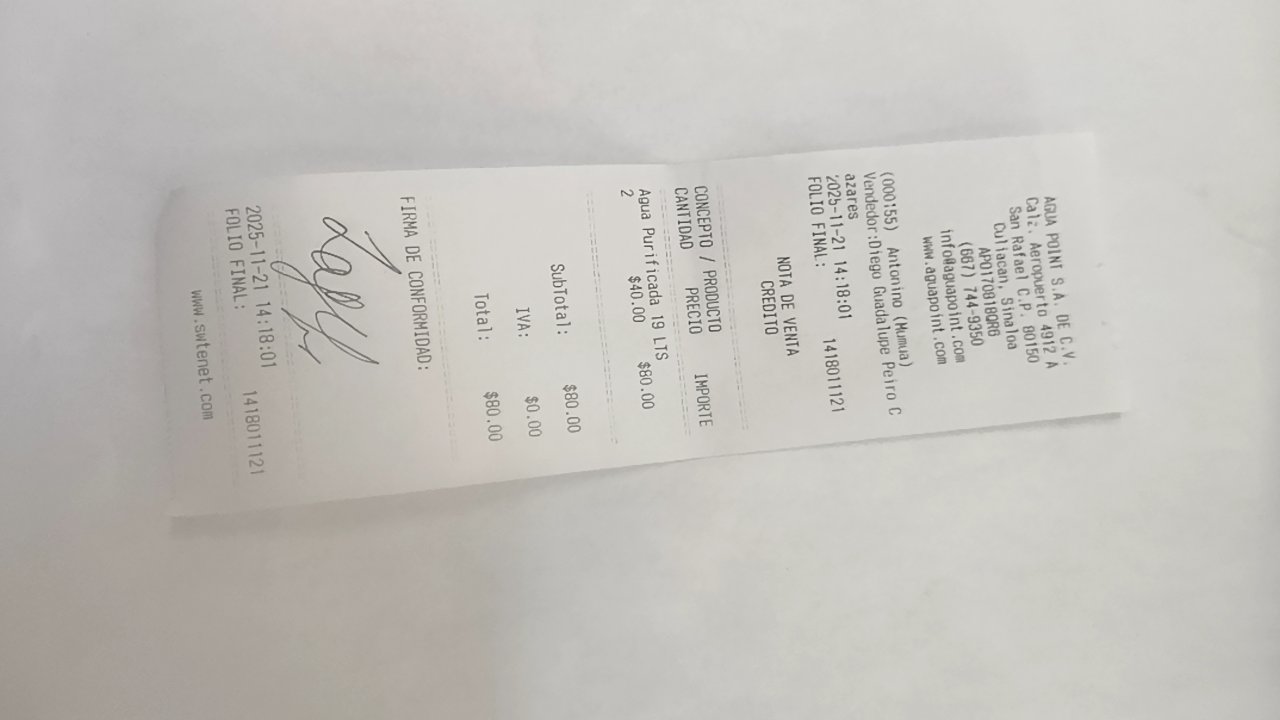 AGUA POINT S.A. DE C.V.
Calz. Aeropuerto 4912 A
San Rafael C.P. 80150
Culiacan, Sinaloa
APO170818QR6
(667) 744-9350
info@aguapoint.com
www.aguapoint.com
(000155) Antonino (Mumua)
Vendedor:Diego Guadalupe Peiro C
azares
2025-11-21 14:18:01 1418011121
FOLIO FINAL:
NOTA DE VENTA
CREDITO
CONCEPTO / PRODUCTO
CANTIDAD PRECIO IMPORTE
Agua Purificada 19 LTS
2 $40.00 $80.00
SubTotal: $80.00
IVA: $0.00
Total: $80.00
FIRMA DE CONFORMIDAD:
2025-11-21 14:18:01 1418011121
FOLIO FINAL:
www.swtenet.com